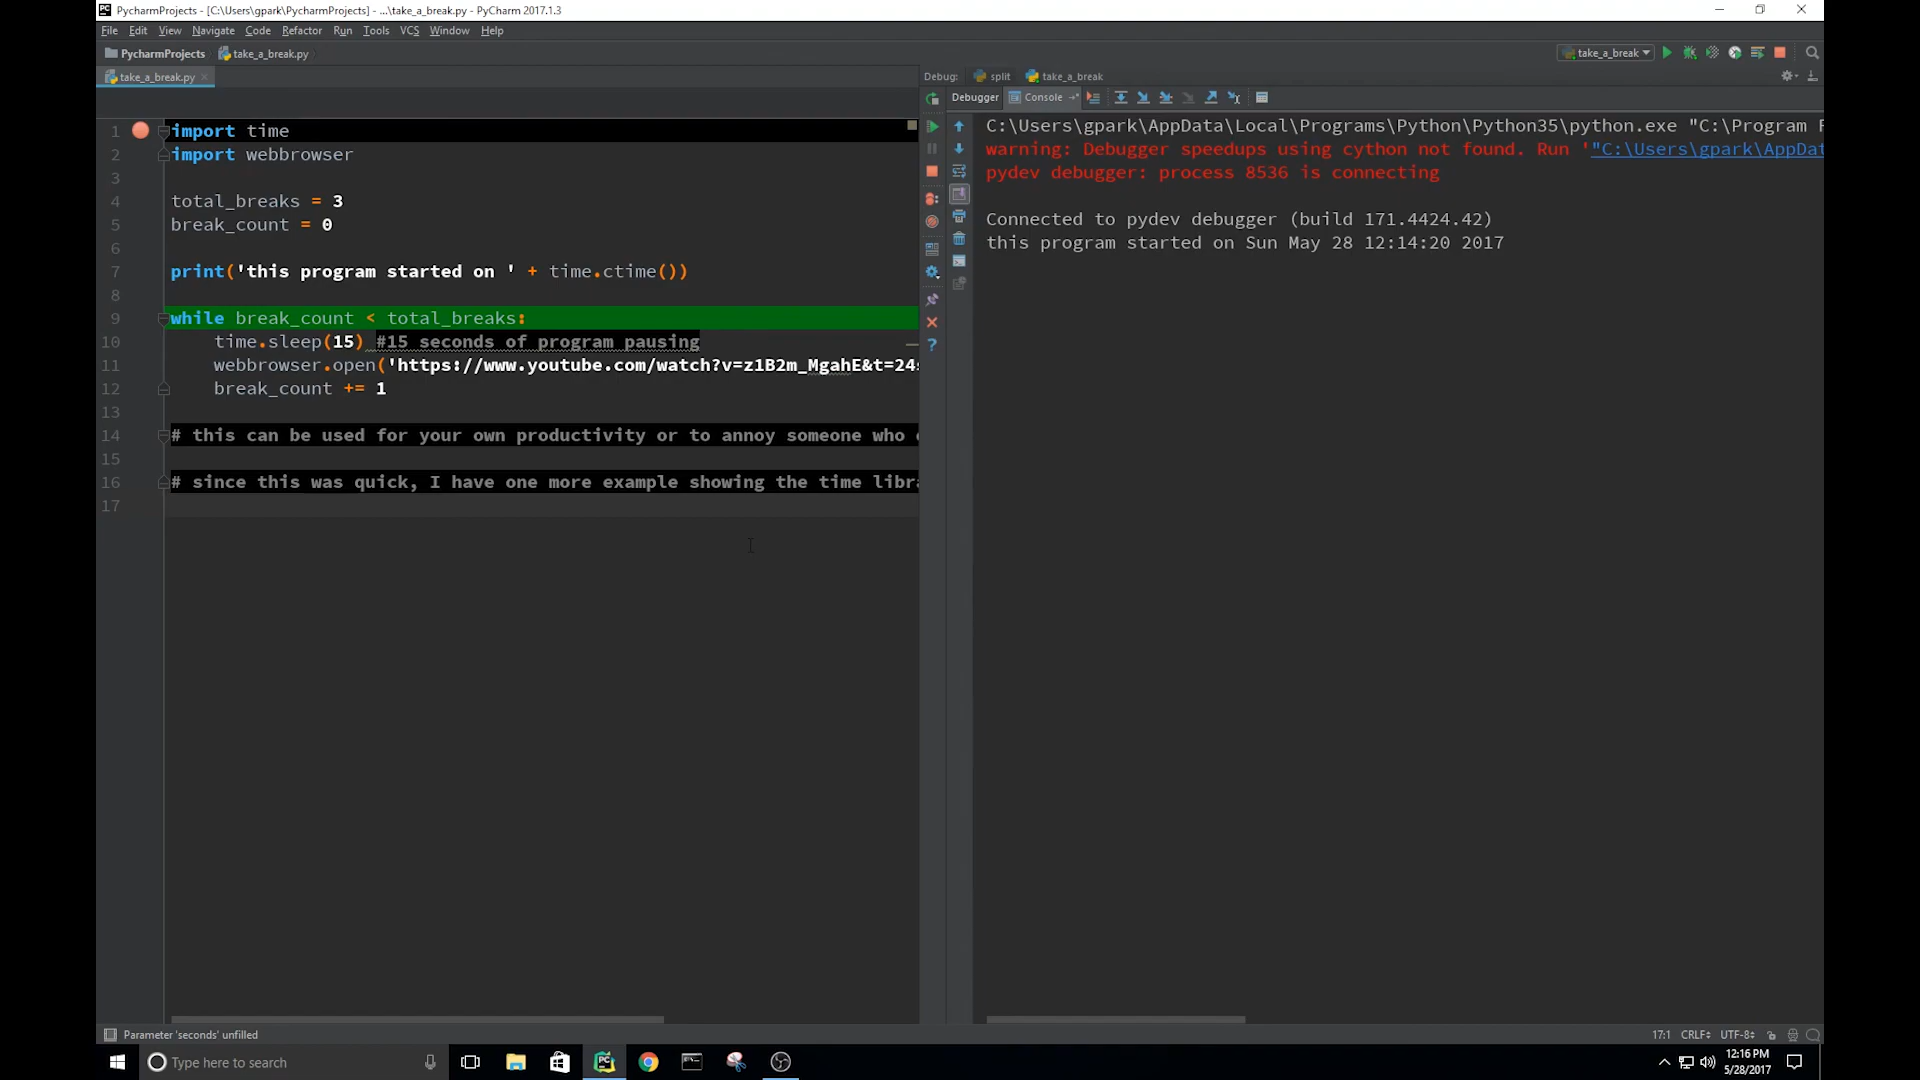 PycharmProjects - [C:\Users\gpark\PycharmProjects] - ...\take_a_break.py - PyCharm 2017.1.3
File Edit View Navigate Code Refactor Run Tools VCS Window Help
PycharmProjects take_a_break.py
take_a_break
take_a_break.py
Debug: split take_a_break
Debugger Console
1 import time
2 import webbrowser
3
4 total_breaks = 3
5 break_count = 0
6
7 print('this program started on ' + time.ctime())
8
9 while break_count < total_breaks:
10 time.sleep(15) #15 seconds of program pausing
11 webbrowser.open('https://www.youtube.com/watch?v=z1B2m_MgahE&t=24s
12 break_count += 1
13
14 # this can be used for your own productivity or to annoy someone who
15
16 # since this was quick, I have one more example showing the time libra
17
C:\Users\gpark\AppData\Local\Programs\Python\Python35\python.exe "C:\Program
warning: Debugger speedups using cython not found. Run '"C:\Users\gpark\AppDat
pydev debugger: process 8536 is connecting
Connected to pydev debugger (build 171.4424.42)
this program started on Sun May 28 12:14:20 2017
Parameter 'seconds' unfilled
17:1 CRLF UTF-8
Type here to search
12:16 PM
5/28/2017